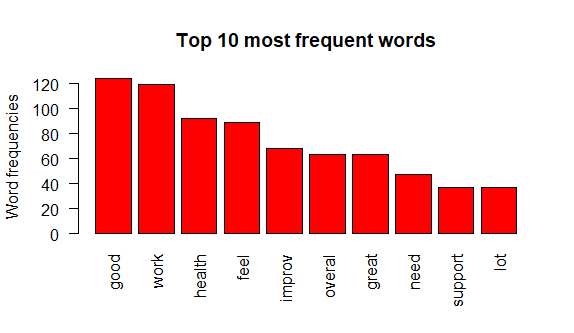 Top 10 most frequent words
Word frequencies
120
100
80
60
40
20
0
good
work
health
feel
improv
overal
great
need
support
lot